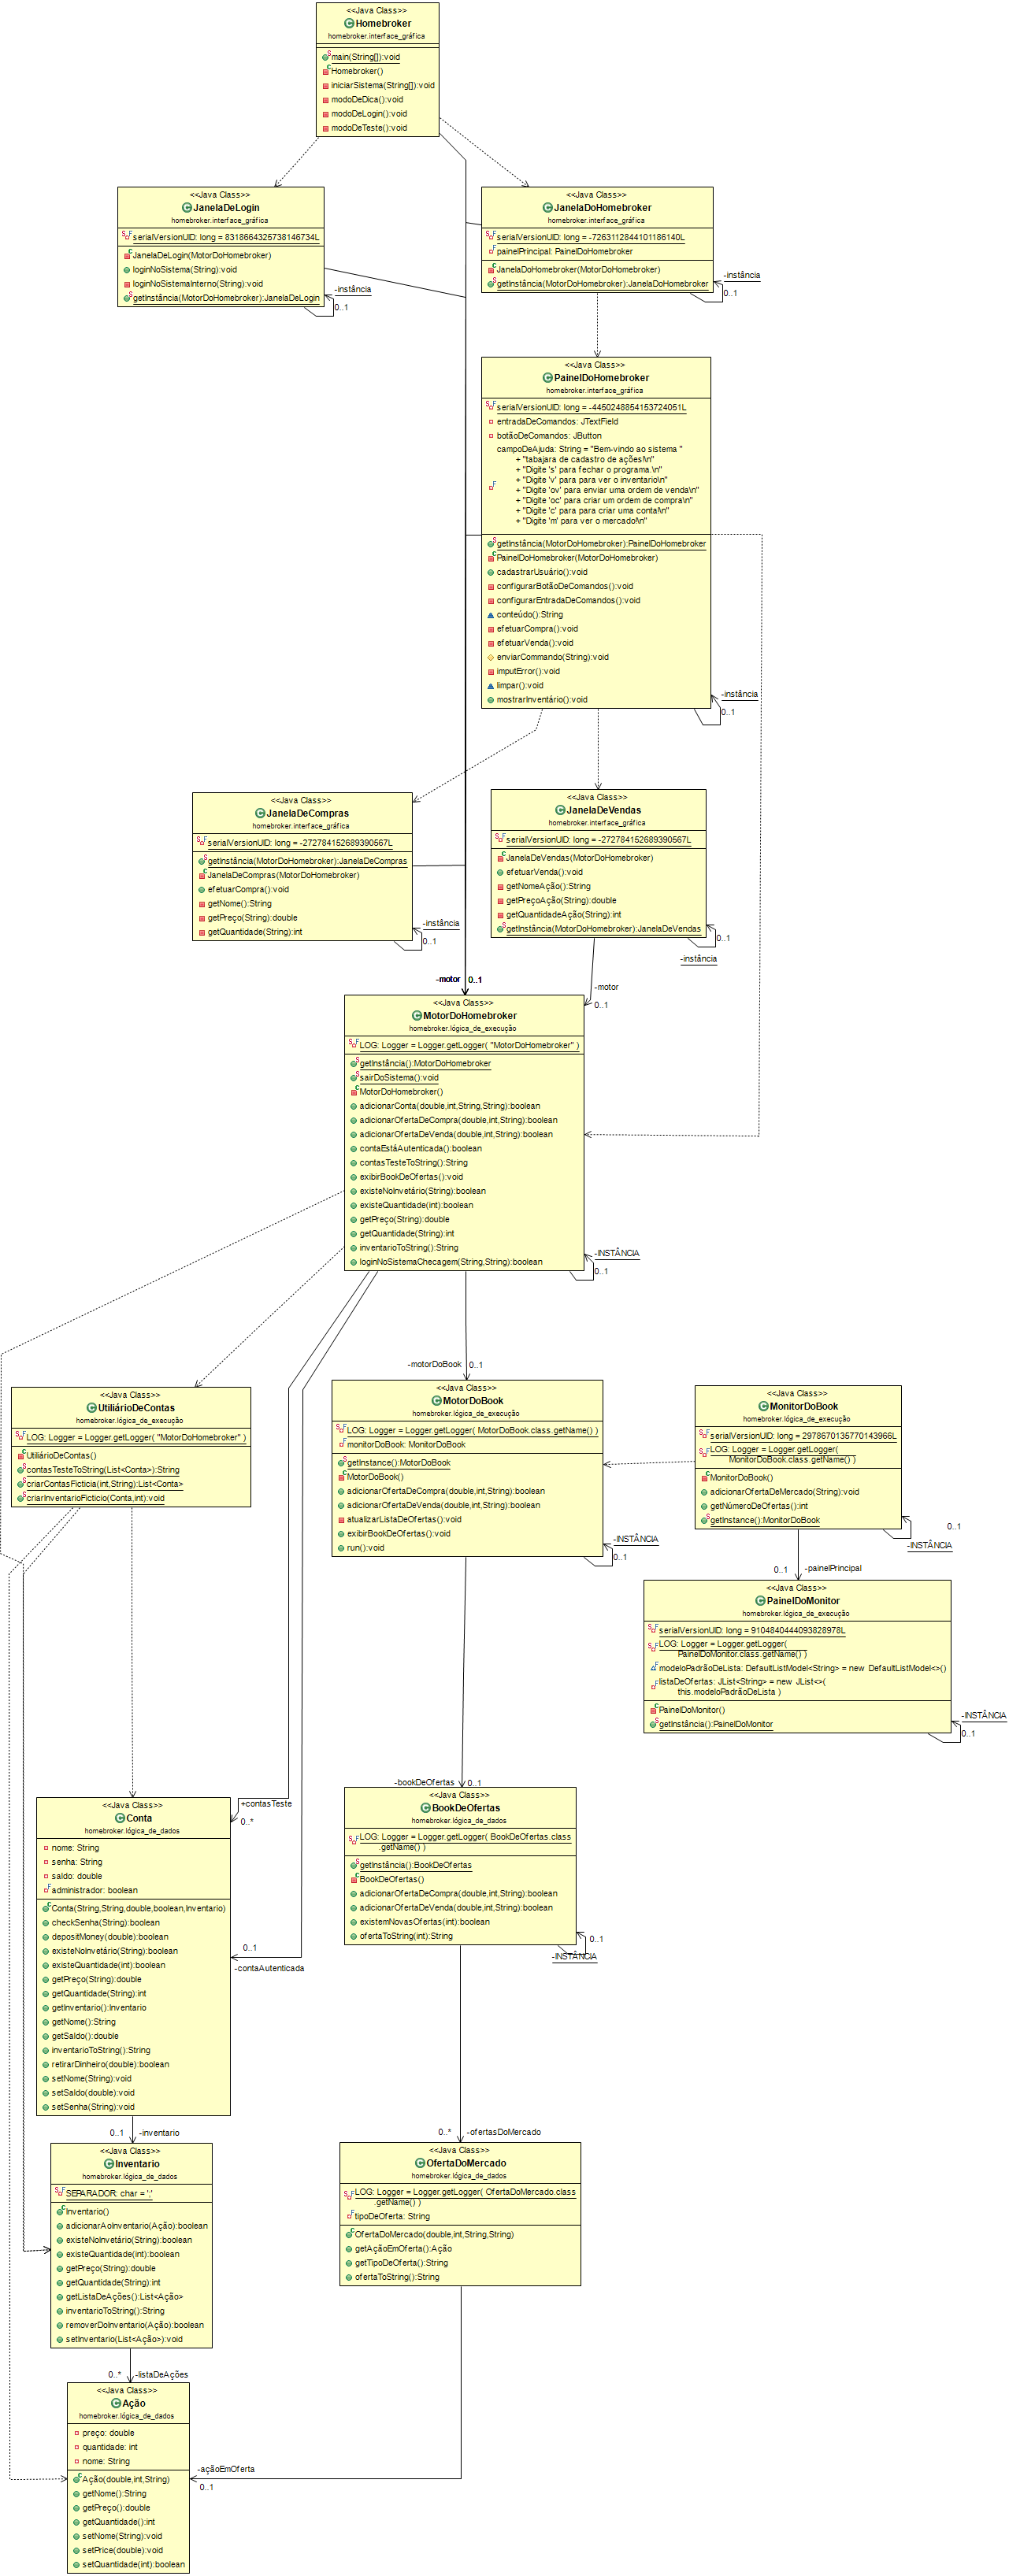 <<Java Class>>
Homebroker
homebroker.interface_gráfica
main(String[]):void
Homebroker()
iniciarSistema(String[]):void
modoDeDica():void
modoDeLogin():void
modoDeTeste():void
<<Java Class>>
JanelaDeLogin
homebroker.interface_gráfica
serialVersionUID: long = 8318664325738146734L
JanelaDeLogin(MotorDoHomebroker)
loginNoSistema(String):void
loginNoSistemaInterno(String):void
getInstância(MotorDoHomebroker):JanelaDeLogin
-instância
0..1
<<Java Class>>
JanelaDoHomebroker
homebroker.interface_gráfica
serialVersionUID: long = -7263112844101186140L
painelPrincipal: PainelDoHomebroker
JanelaDoHomebroker(MotorDoHomebroker)
getInstância(MotorDoHomebroker):JanelaDoHomebroker
-instância
0..1
<<Java Class>>
PainelDoHomebroker
homebroker.interface_gráfica
serialVersionUID: long = -4450248854153724051L
entradaDeComandos: JTextField
botãoDeComandos: JButton
campoDeAjuda: String = "Bem-vindo ao sistema "
+ "tabajara de cadastro de ações!\n"
+ "Digite 's' para fechar o programa.\n"
+ "Digite 'v' para para ver o inventario\n"
+ "Digite 'ov' para enviar uma ordem de venda\n"
+ "Digite 'oc' para criar um ordem de compra\n"
+ "Digite 'c' para para criar uma conta!\n"
+ "Digite 'm' para ver o mercado!\n"
getInstância(MotorDoHomebroker):PainelDoHomebroker
PainelDoHomebroker(MotorDoHomebroker)
cadastrarUsuário():void
configurarBotãoDeComandos():void
configurarEntradaDeComandos():void
conteúdo():String
efetuarCompra():void
efetuarVenda():void
enviarCommando(String):void
imputError():void
limpar():void
mostrarInventário():void
-instância
0..1
<<Java Class>>
JanelaDeCompras
homebroker.interface_gráfica
serialVersionUID: long = -272784152689390567L
getInstância(MotorDoHomebroker):JanelaDeCompras
JanelaDeCompras(MotorDoHomebroker)
efetuarCompra():void
getNome():String
getPreço(String):double
getQuantidade(String):int
-instância
0..1
<<Java Class>>
JanelaDeVendas
homebroker.interface_gráfica
serialVersionUID: long = -272784152689390567L
JanelaDeVendas(MotorDoHomebroker)
efetuarVenda():void
getNomeAção():String
getPreçoAção(String):double
getQuantidadeAção(String):int
getInstância(MotorDoHomebroker):JanelaDeVendas
0..1
-instância
-motor 0..1
-motor
0..1
<<Java Class>>
MotorDoHomebroker
homebroker.lógica_de_execução
LOG: Logger = Logger.getLogger( "MotorDoHomebroker" )
getInstância():MotorDoHomebroker
sairDoSistema():void
MotorDoHomebroker()
adicionarConta(double,int,String,String):boolean
adicionarOfertaDeCompra(double,int,String):boolean
adicionarOfertaDeVenda(double,int,String):boolean
contaEstáAutenticada():boolean
contasTesteToString():String
exibirBookDeOfertas():void
existeNoInvetário(String):boolean
existeQuantidade(int):boolean
getPreço(String):double
getQuantidade(String):int
inventarioToString():String
loginNoSistemaChecagem(String,String):boolean
-INSTÂNCIA
0..1
-motorDoBook 0..1
<<Java Class>>
UtiliárioDeContas
homebroker.lógica_de_execução
LOG: Logger = Logger.getLogger( "MotorDoHomebroker" )
UtiliárioDeContas()
contasTesteToString(List<Conta>):String
criarContasFicticia(int,String):List<Conta>
criarInventarioFicticio(Conta,int):void
<<Java Class>>
MotorDoBook
homebroker.lógica_de_execução
LOG: Logger = Logger.getLogger( MotorDoBook.class.getName() )
monitorDoBook: MonitorDoBook
getInstance():MotorDoBook
MotorDoBook()
adicionarOfertaDeCompra(double,int,String):boolean
adicionarOfertaDeVenda(double,int,String):boolean
atualizarListaDeOfertas():void
exibirBookDeOfertas():void
run():void
-INSTÂNCIA
0..1
<<Java Class>>
MonitorDoBook
homebroker.lógica_de_execução
serialVersionUID: long = 2978670135770143966L
LOG: Logger = Logger.getLogger(
MonitorDoBook.class.getName() )
MonitorDoBook()
adicionarOfertaDeMercado(String):void
getNúmeroDeOfertas():int
getInstance():MonitorDoBook
0..1
-INSTÂNCIA
0..1 -painelPrincipal
<<Java Class>>
PainelDoMonitor
homebroker.lógica_de_execução
serialVersionUID: long = 9104840444093828978L
LOG: Logger = Logger.getLogger(
PainelDoMonitor.class.getName() )
modeloPadrãoDeLista: DefaultListModel<String> = new DefaultListModel<>()
listaDeOfertas: JList<String> = new JList<>(
this.modeloPadrãoDeLista )
PainelDoMonitor()
getInstância():PainelDoMonitor
-INSTÂNCIA
0..1
-bookDeOfertas 0..1
+contasTeste
0..*
<<Java Class>>
Conta
homebroker.lógica_de_dados
nome: String
senha: String
saldo: double
administrador: boolean
Conta(String,String,double,boolean,Inventario)
checkSenha(String):boolean
depositMoney(double):boolean
existeNoInvetário(String):boolean
existeQuantidade(int):boolean
getPreço(String):double
getQuantidade(String):int
getInventario():Inventario
getNome():String
getSaldo():double
inventarioToString():String
retirarDinheiro(double):boolean
setNome(String):void
setSaldo(double):void
setSenha(String):void
0..1
-contaAutenticada
<<Java Class>>
BookDeOfertas
homebroker.lógica_de_dados
LOG: Logger = Logger.getLogger( BookDeOfertas.class
.getName() )
getInstância():BookDeOfertas
BookDeOfertas()
adicionarOfertaDeCompra(double,int,String):boolean
adicionarOfertaDeVenda(double,int,String):boolean
existemNovasOfertas(int):boolean
ofertaToString(int):String
0..1
-INSTÂNCIA
0..1 -inventario
0..* -ofertasDoMercado
<<Java Class>>
Inventario
homebroker.lógica_de_dados
SEPARADOR: char = ';'
Inventario()
adicionarAoInventario(Ação):boolean
existeNoInvetário(String):boolean
existeQuantidade(int):boolean
getPreço(String):double
getQuantidade(String):int
getListaDeAções():List<Ação>
inventarioToString():String
removerDoInventario(Ação):boolean
setInventario(List<Ação>):void
<<Java Class>>
OfertaDoMercado
homebroker.lógica_de_dados
LOG: Logger = Logger.getLogger( OfertaDoMercado.class
.getName() )
tipoDeOferta: String
OfertaDoMercado(double,int,String,String)
getAçãoEmOferta():Ação
getTipoDeOferta():String
ofertaToString():String
0..* -listaDeAções
<<Java Class>>
Ação
homebroker.lógica_de_dados
preço: double
quantidade: int
nome: String
Ação(double,int,String)
getNome():String
getPreço():double
getQuantidade():int
setNome(String):void
setPrice(double):void
setQuantidade(int):boolean
-açãoEmOferta
0..1